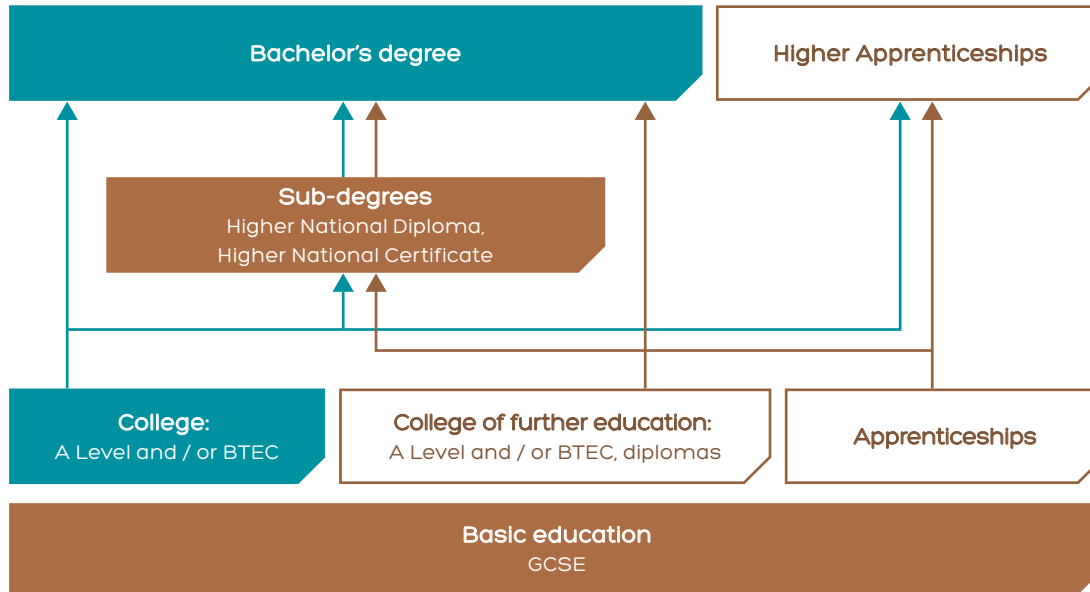 Bachelor's degree
Higher Apprenticeships
Sub-degrees
Higher National Diploma,
Higher National Certificate
College:
A Level and / or BTEC
College of further education:
A Level and / or BTEC, diplomas
Apprenticeships
Basic education
GCSE